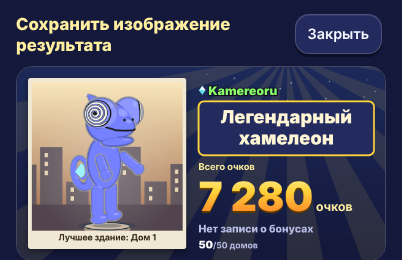 Сохранить изображение
результата
Закрыть
Kamereoru
Легендарный
хамелеон
Всего очков
7 280 очков
Нет записи о бонусах
50/50 домов
Лучшее здание: Дом 1